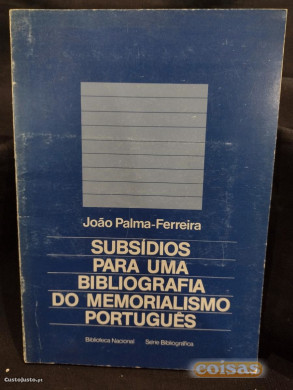 João Palma-Ferreira
SUBSÍDIOS
PARA UMA
BIBLIOGRAFIA
DO MEMORIALISMO
PORTUGUÊS
Biblioteca Nacional Série Bibliográfica
CustoJusto.pt
coisas